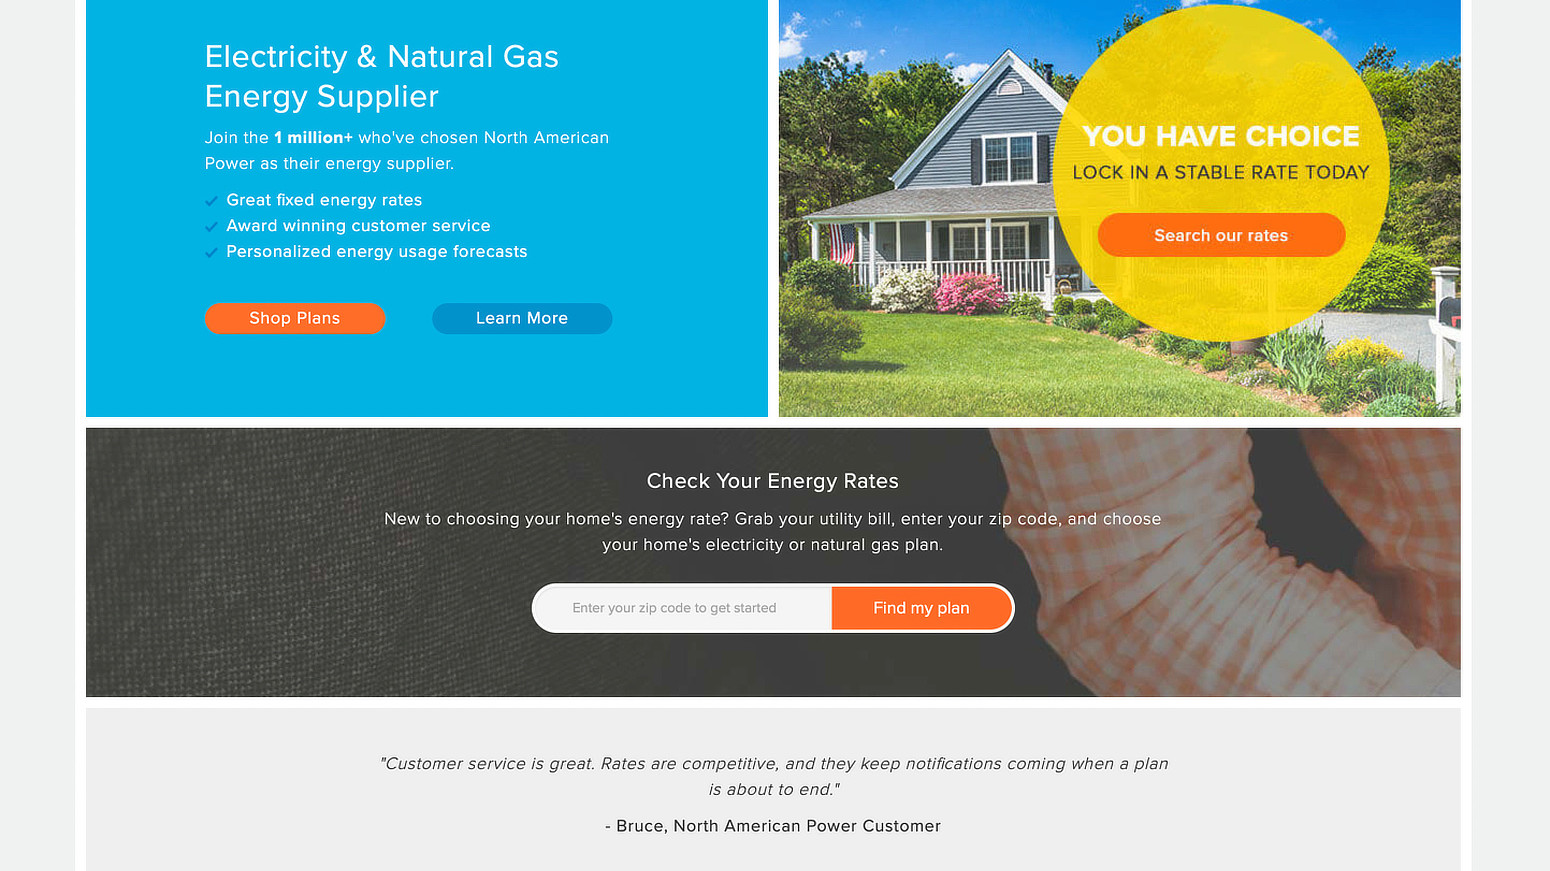 Electricity & Natural Gas
Energy Supplier
Join the 1 million+ who've chosen North American
Power as their energy supplier.
Great fixed energy rates
Award winning customer service
Personalized energy usage forecasts
Shop Plans
Learn More
YOU HAVE CHOICE
LOCK IN A STABLE RATE TODAY
Search our rates
Check Your Energy Rates
New to choosing your home's energy rate? Grab your utility bill, enter your zip code, and choose
your home's electricity or natural gas plan.
Enter your zip code to get started
Find my plan
"Customer service is great. Rates are competitive, and they keep notifications coming when a plan
is about to end."
- Bruce, North American Power Customer